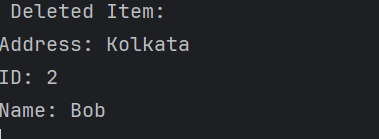 Deleted Item:
Address: Kolkata
ID: 2
Name: Bob